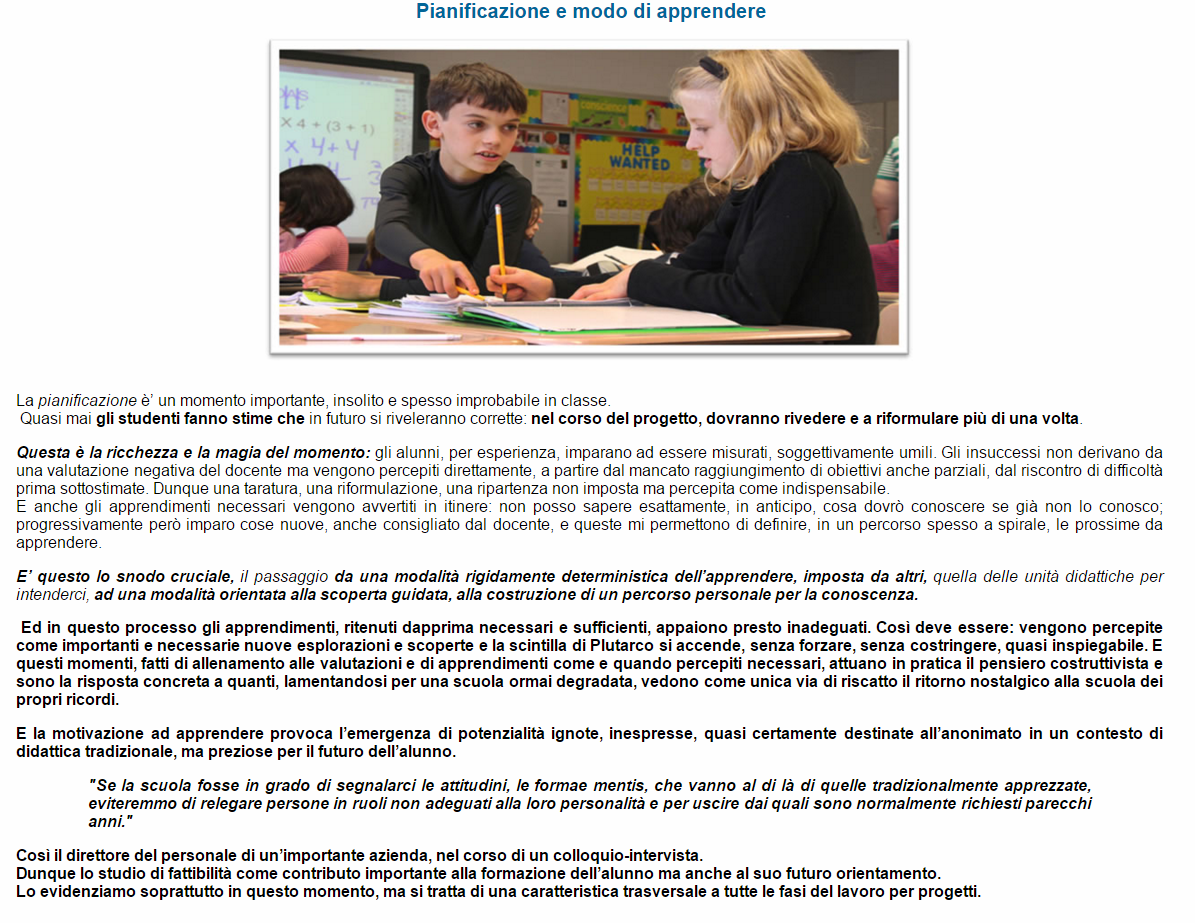 Pianificazione e modo di apprendere
X 4 + (3 + 1)
X 4 + 4
conscience
HELP
WANTED
La pianificazione è’ un momento importante, insolito e spesso improbabile in classe.
Quasi mai gli studenti fanno stime che in futuro si riveleranno corrette: nel corso del progetto, dovranno rivedere e a riformulare più di una volta.
Questa è la ricchezza e la magia del momento: gli alunni, per esperienza, imparano ad essere misurati, soggettivamente umili. Gli insuccessi non derivano da
una valutazione negativa del docente ma vengono percepiti direttamente, a partire dal mancato raggiungimento di obiettivi anche parziali, dal riscontro di difficoltà
prima sottostimate. Dunque una taratura, una riformulazione, una ripartenza non imposta ma percepita come indispensabile.
E anche gli apprendimenti necessari vengono avvertiti in itinere: non posso sapere esattamente, in anticipo, cosa dovrò conoscere se già non lo conosco;
progressivamente però imparo cose nuove, anche consigliato dal docente, e queste mi permettono di definire, in un percorso spesso a spirale, le prossime da
apprendere.
E’ questo lo snodo cruciale, il passaggio da una modalità rigidamente deterministica dell’apprendere, imposta da altri, quella delle unità didattiche per
intenderci, ad una modalità orientata alla scoperta guidata, alla costruzione di un percorso personale per la conoscenza.
Ed in questo processo gli apprendimenti, ritenuti dapprima necessari e sufficienti, appaiono presto inadeguati. Così deve essere: vengono percepite
come importanti e necessarie nuove esplorazioni e scoperte e la scintilla di Plutarco si accende, senza forzare, senza costringere, quasi inspiegabile. E
questi momenti, fatti di allenamento alle valutazioni e di apprendimenti come e quando percepiti necessari, attuano in pratica il pensiero costruttivista e
sono la risposta concreta a quanti, lamentandosi per una scuola ormai degradata, vedono come unica via di riscatto il ritorno nostalgico alla scuola dei
propri ricordi.
E la motivazione ad apprendere provoca l’emergenza di potenzialità ignote, inespresse, quasi certamente destinate all’anonimato in un contesto di
didattica tradizionale, ma preziose per il futuro dell’alunno.
"Se la scuola fosse in grado di segnalarci le attitudini, le formae mentis, che vanno al di là di quelle tradizionalmente apprezzate,
eviteremmo di relegare persone in ruoli non adeguati alla loro personalità e per uscire dai quali sono normalmente richiesti parecchi
anni."
Così il direttore del personale di un’importante azienda, nel corso di un colloquio-intervista.
Dunque lo studio di fattibilità come contributo importante alla formazione dell’alunno ma anche al suo futuro orientamento.
Lo evidenziamo soprattutto in questo momento, ma si tratta di una caratteristica trasversale a tutte le fasi del lavoro per progetti.